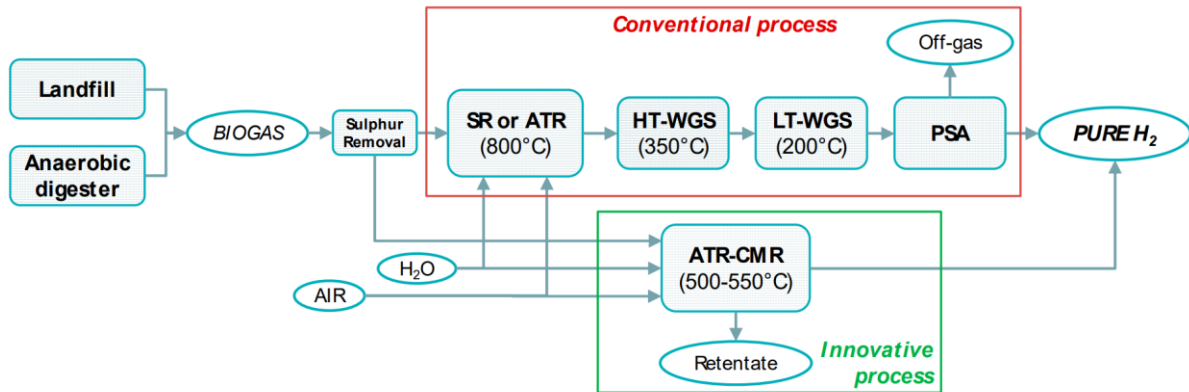 Conventional process
Off-gas
Landfill
BIOGAS
Sulphur
Removal
SR or ATR
(800°C)
HT-WGS
(350°C)
LT-WGS
(200°C)
PSA
PURE H₂
Anaerobic
digester
H₂O
AIR
ATR-CMR
(500-550°C)
Retentate
Innovative
process